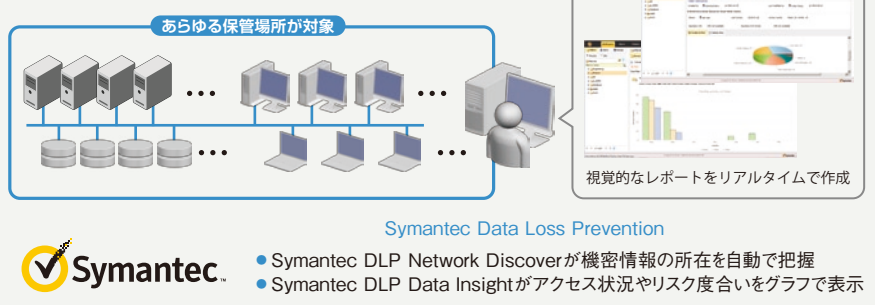 あらゆる保管場所が対象
視覚的なレポートをリアルタイムで作成
Symantec Data Loss Prevention
Symantec.
● Symantec DLP Network Discoverが機密情報の所在を自動で把握
● Symantec DLP Data Insightがアクセス状況やリスク度合いをグラフで表示